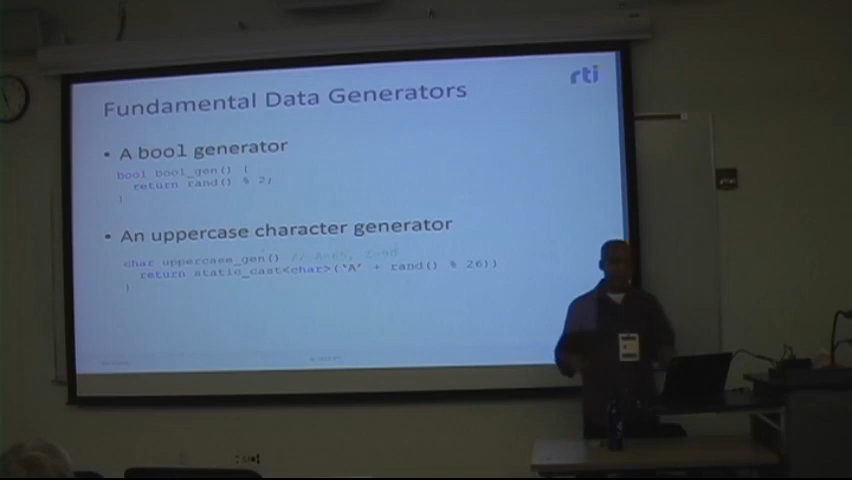 Fundamental Data Generators
rti
• A bool generator
bool bool_gen() {
return rand() % 2;
}
• An uppercase character generator
char uppercase_gen() // A=65, Z=90
return static_cast<char>('A' + rand() % 26))
}